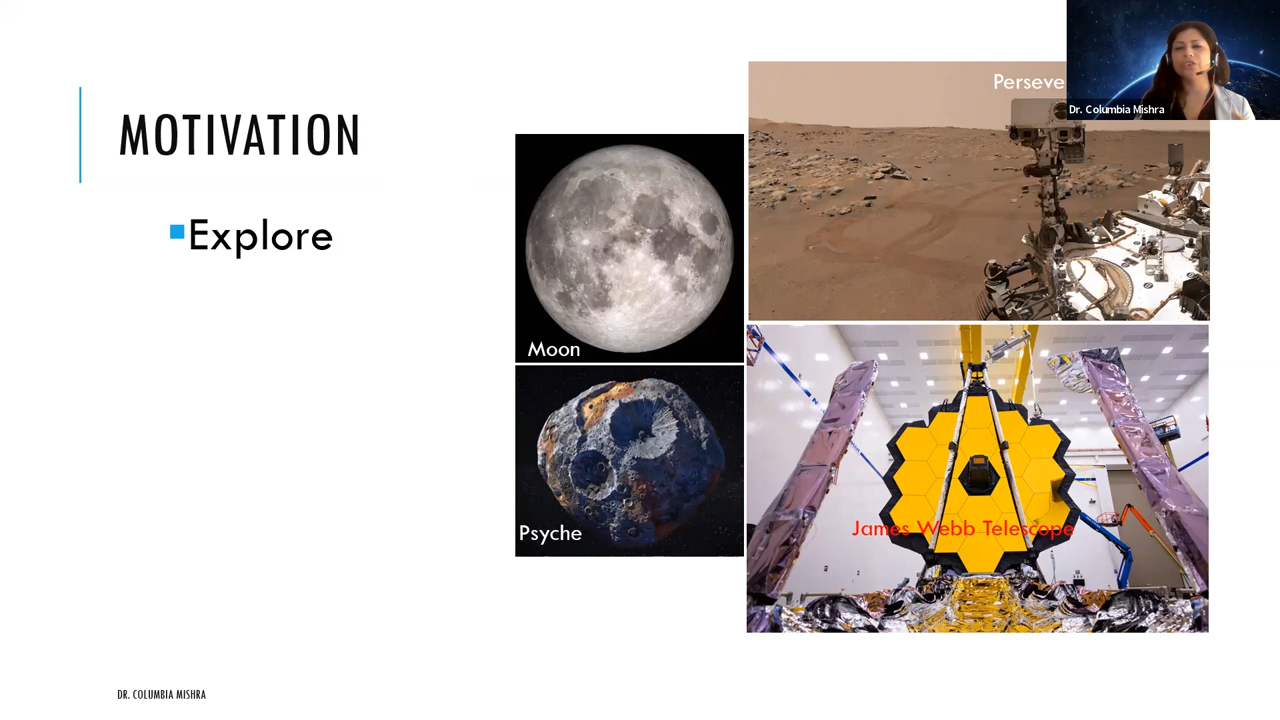 MOTIVATION
Explore
Moon
Psyche
Perseve
James Webb Telescope
Dr. Columbia Mishra
DR. COLUMBIA MISHRA